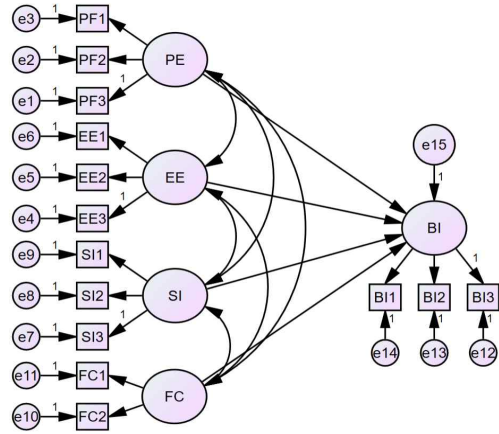 e3 1 PF1
e2 1 PF2 PE
e1 1 PF3 1
e6 1 EE1
e5 1 EE2 EE
e4 1 EE3 1
e9 1 SI1
e8 1 SI2 SI
e7 1 SI3 1
e11 1 FC1
e10 1 FC2 FC
e15
1
BI
1
BI1 BI2 BI3
1 1 1
e14 e13 e12